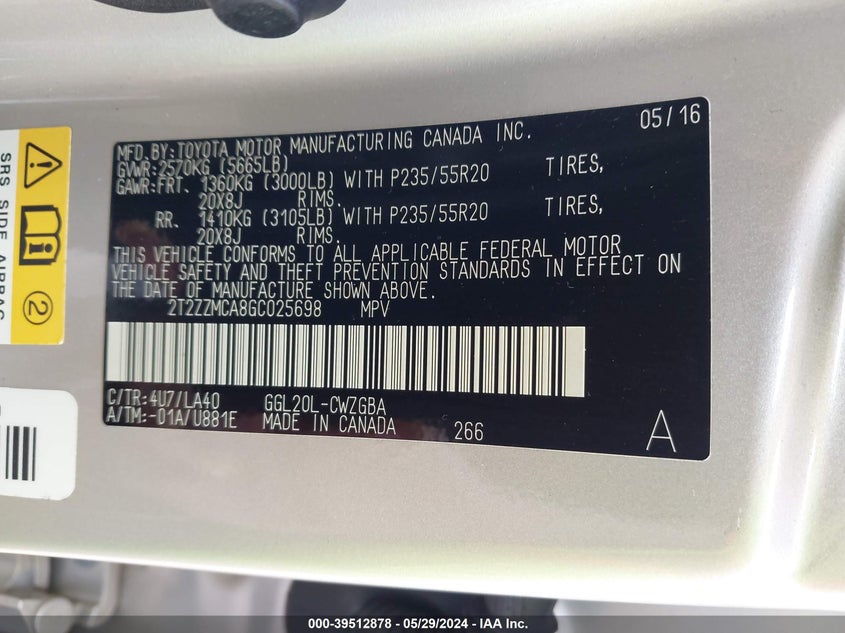 05/16
MFD.BY:TOYOTA MOTOR MANUFACTURING CANADA INC.
GVWR:2570KG (5665LB)
GAWR:FRT. 1360KG (3000LB) WITH P235/55R20 TIRES,
20X8J RIMS.
RR. 1410KG (3105LB) WITH P235/55R20 TIRES,
20X8J RIMS.
THIS VEHICLE CONFORMS TO ALL APPLICABLE FEDERAL MOTOR
VEHICLE SAFETY AND THEFT PREVENTION STANDARDS IN EFFECT ON
THE DATE OF MANUFACTURE SHOWN ABOVE.
2T2ZZMCA8GC025698 MPV
C/TR:4U7/LA40 GGL20L-CWZGBA
A/TM:-01A/U881E MADE IN CANADA 266
A
SRS SIDE AIRBAG
2
000-39512878 - 05/29/2024 - IAA Inc.